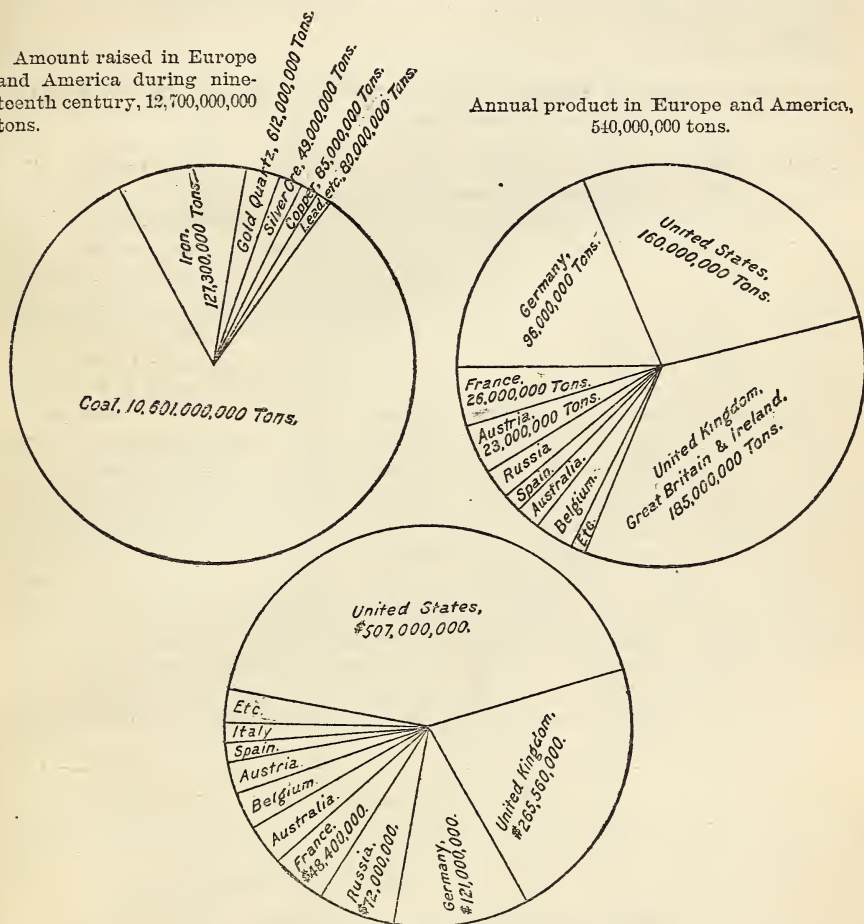 Amount raised in Europe
and America during nine-
teenth century, 12,700,000,000
tons.
Iron,
127,300,000 Tons.
Gold Quartz, 612,000,000 Tons.
Silver Ore, 49,000,000 Tons.
Copper, 85,000,000 Tons.
Lead, etc., 80,000,000 Tons.
Coal, 10,601,000,000 Tons.
Annual product in Europe and America,
540,000,000 tons.
Germany,
96,000,000 Tons.
United States,
160,000,000 Tons.
France,
26,000,000 Tons.
Austria,
23,000,000 Tons.
Russia
Spain.
Australia.
Belgium.
Etc.
United Kingdom,
Great Britain & Ireland,
185,000,000 Tons.
United States,
$507,000,000.
Etc.
Italy
Spain.
Austria.
Belgium.
Australia.
France,
$48,400,000.
Russia,
$72,000,000.
Germany,
$121,000,000.
United Kingdom,
$265,560,000.